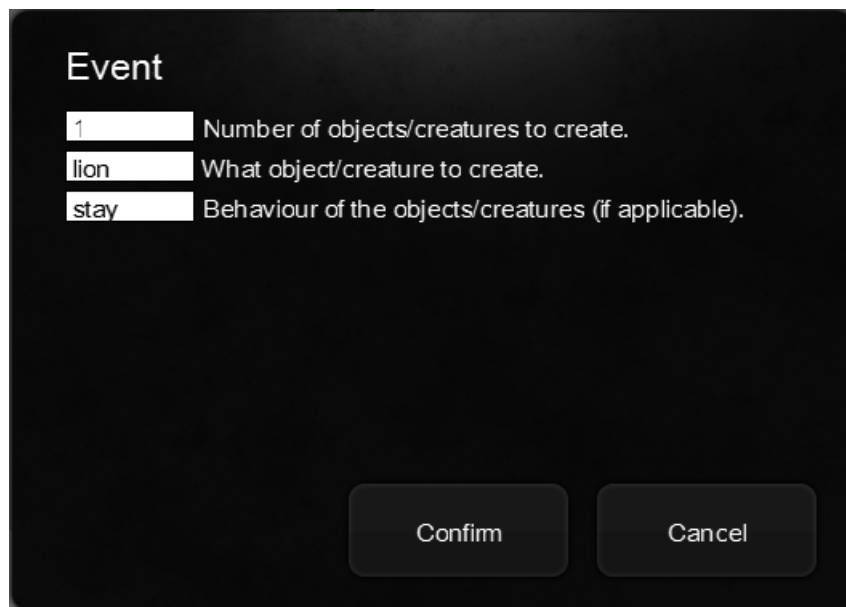 Event
1 Number of objects/creatures to create.
lion What object/creature to create.
stay Behaviour of the objects/creatures (if applicable).
Confirm Cancel